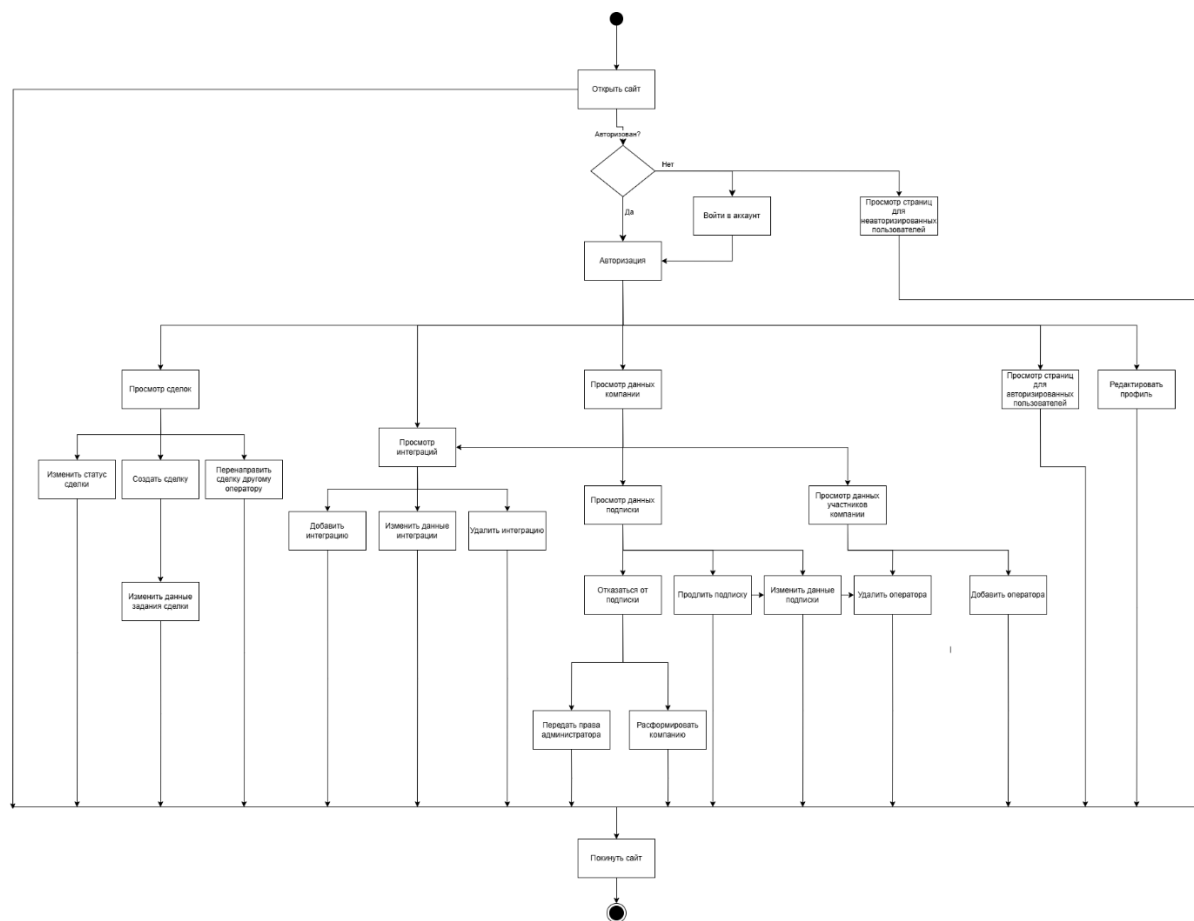 Открыть сайт
Авторизован?
Нет
Войти в аккаунт
Просмотр страниц
для
неавторизированных
пользователей
Да
Авторизация
Просмотр сделок
Просмотр данных
компании
Просмотр страниц
для
авторизированных
пользователей
Редактировать
профиль
Просмотр
интеграций
Изменить статус
сделки
Создать сделку
Перенаправить
сделку другому
оператору
Просмотр данных
подписки
Просмотр данных
участников
компании
Добавить
интеграцию
Изменить данные
интеграции
Удалить интеграцию
Изменить данные
задания сделки
Отказаться от
подписки
Продлить подписку
Изменить данные
подписки
Удалить оператора
Добавить оператора
Передать права
администратора
Расформировать
компанию
Покинуть сайт